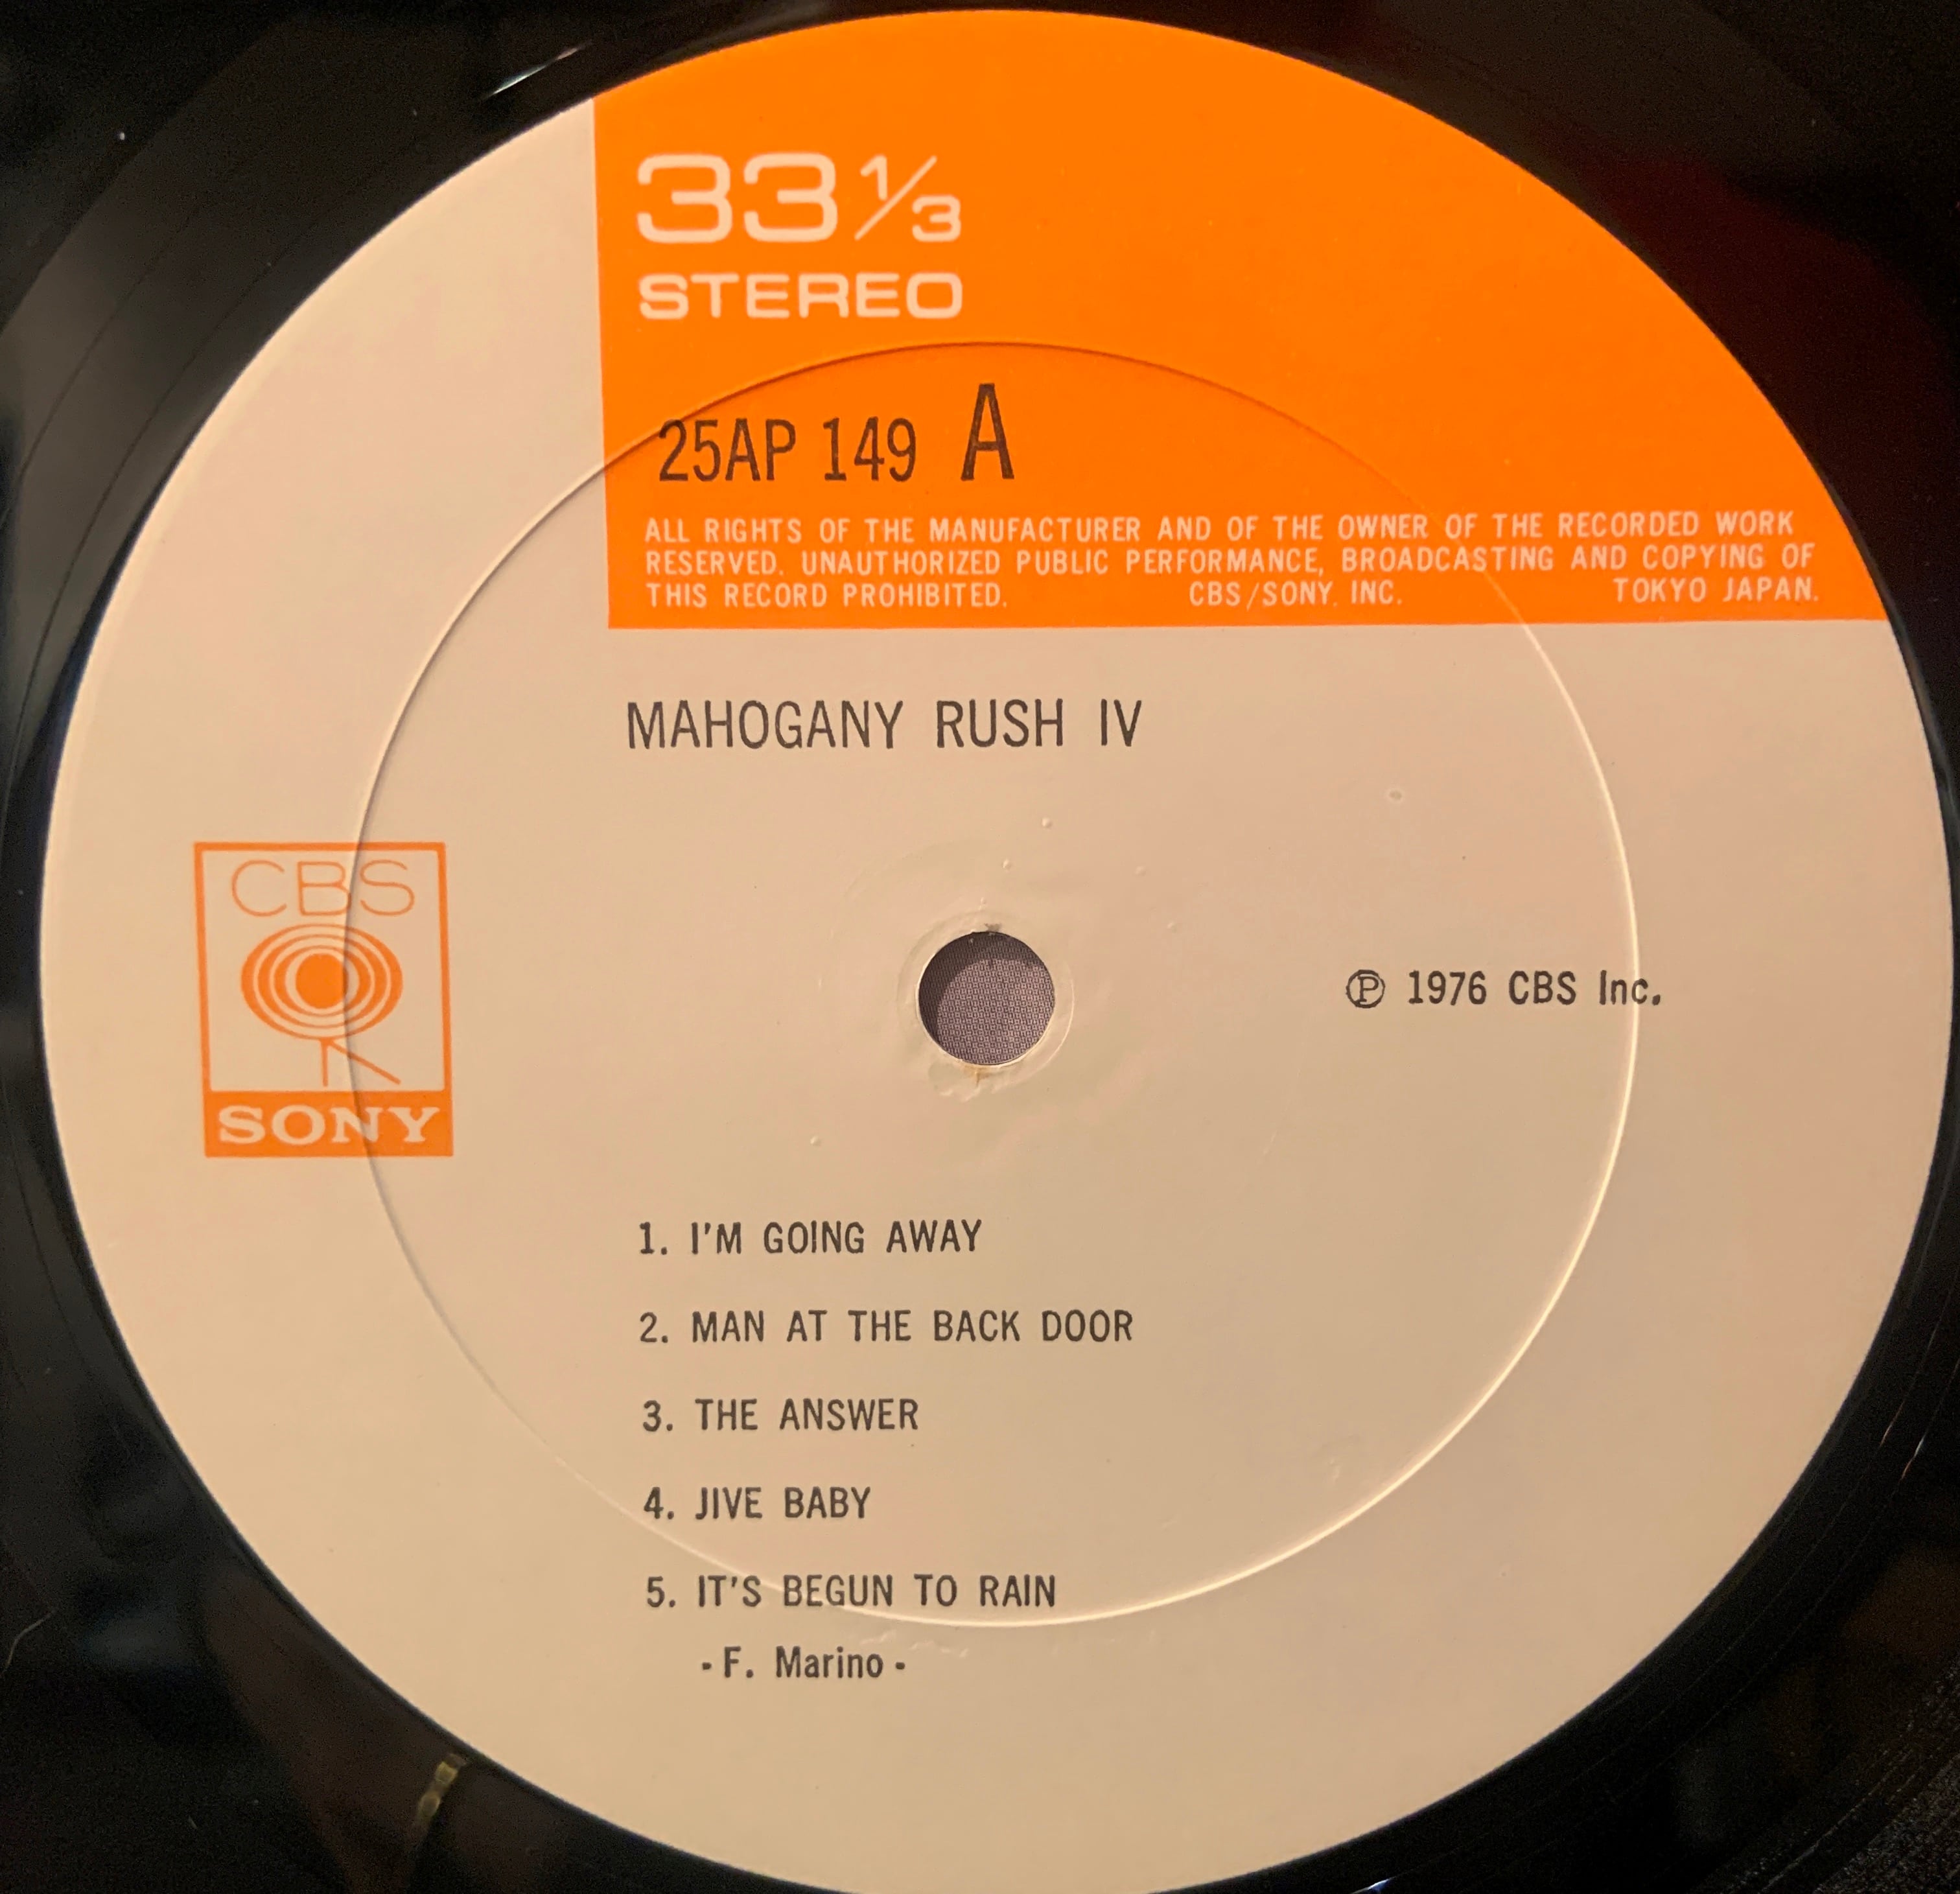 33 1/3
STEREO
25AP 149 A
ALL RIGHTS OF THE MANUFACTURER AND OF THE OWNER OF THE RECORDED WORK
RESERVED. UNAUTHORIZED PUBLIC PERFORMANCE, BROADCASTING AND COPYING OF
THIS RECORD PROHIBITED. CBS/SONY. INC. TOKYO JAPAN.
MAHOGANY RUSH IV
CBS
SONY
℗ 1976 CBS Inc.
1. I'M GOING AWAY
2. MAN AT THE BACK DOOR
3. THE ANSWER
4. JIVE BABY
5. IT'S BEGUN TO RAIN
- F. Marino -